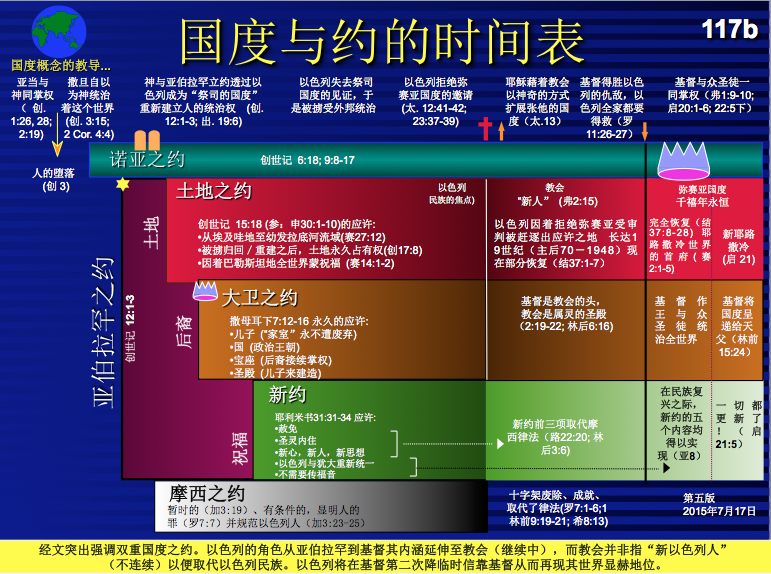 国度与约的时间表
117b
国度概念的教导...
亚当与
神同掌权
( 创.
1:26, 28;
2:19)
撒旦自以
为神统治
着这个世界
(创. 3:15;
2 Cor. 4:4)
神与亚伯拉罕立约透过以
色列成为“祭司的国度”
重新建立人的统治权 (创.
12:1-3; 出. 19:6)
以色列失去祭司
国度的见证，于
是被掳受外邦统治
以色列拒绝弥
赛亚国度的邀请
(太. 12:41-42;
23:37-39)
耶稣藉着教会
以神奇的方式
扩展张他的国
度（太.13）
基督得胜以色
列的仇敌，以
色列全家都要
得救（罗
11:26-27）
基督与众圣徒一
同掌权（弗1:9-10;
启20:1-6; 22:5下）
人的堕落
(创 3)
诺亚之约
创世记 6:18; 9:8-17
亚伯拉罕之约
创世记 12:1-3
土地
土地之约
以色列
民族的焦点)
教会
"新人” （弗2:15)
弥赛亚国度
千禧年永恒
创世纪 15:18 (参：申30:1-10)的应许:
•从埃及哇地至幼发拉底河流域(赛27:12)
•被掳归回／重建之后，土地永久占有权(创17:8)
•因着巴勒斯坦地全世界蒙祝福 (赛14:1-2)
以色列因着拒绝弥赛亚受审
判被赶逐出应许之地 长达1
9世纪（主后70－1948）现
在部分恢复（结37:1-7）
完全恢复（结
37:8-28） 耶
路撒冷世界
的首府( 赛
2:1-5)
新耶路
撒冷
(启 21)
后裔
大卫之约
撒母耳下7:12-16 永久的应许:
•儿子 (“家室” 永不遭废弃)
•国 (政治王朝)
•宝座 (后裔接续掌权)
•圣殿 (儿子来建造)
基督是教会的头，
教会是属灵的圣殿
(2:19-22; 林后6:16)
基督作
王与众
圣徒统
治全世界
基督将
国度呈
递给天
父(林前
15:24)
祝福
新约
耶利米书31:31-34 应许:
•赦免
•圣灵内住
•新心，新人，新思想
•以色列与犹大重新统一
•不需要传福音
新约前三项取代摩
西律法（路22:20; 林
后3:6)
在民族复
兴之际，
新约的五
个内容均
得以实
现（亚8）
一切都
更新了
！（启
21:5）
摩西之约
暂时的（加3:19）、有条件的，显明人的
罪（罗7:7）并规范以色列人（加3:23-25）
十字架废除、成就、
取代了律法(罗7:1-6;1
林前9:19-21; 希8:13)
第五版
2015年7月17日
经文突出强调双重国度之约。以色列的角色从亚伯拉罕到基督其内涵延伸至教会（继续中），而教会并非指“新以色列人”
（不连续）以便取代以色列民族。以色列将在基督第二次降临时信靠基督从而再现其世界显赫地位。